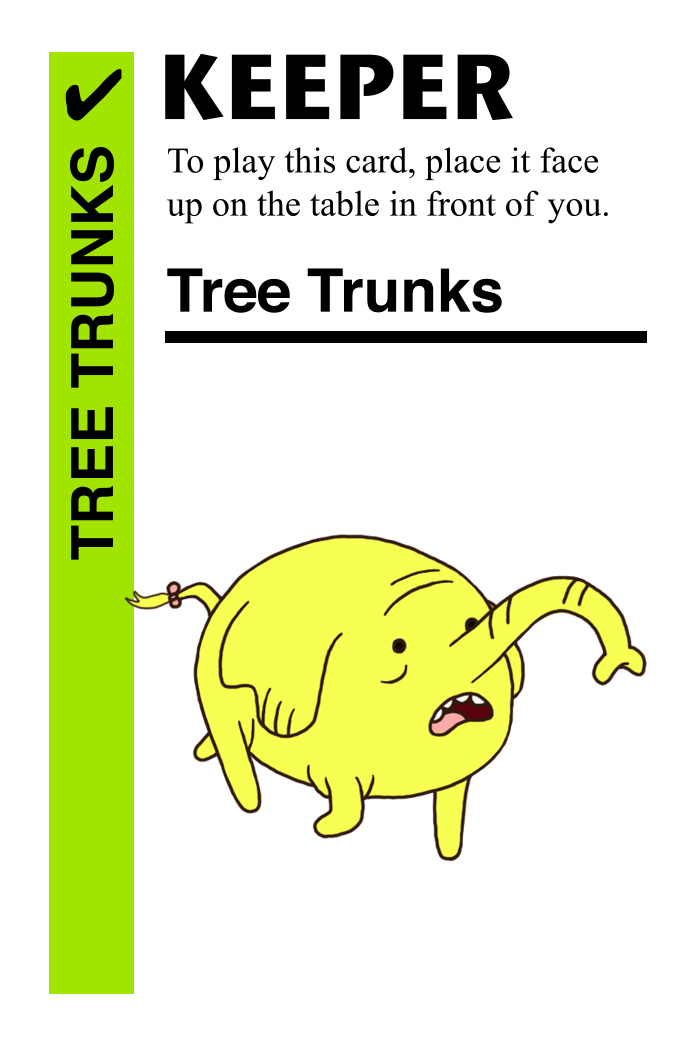 ✔ TREE TRUNKS
KEEPER
To play this card, place it face
up on the table in front of you.
Tree Trunks